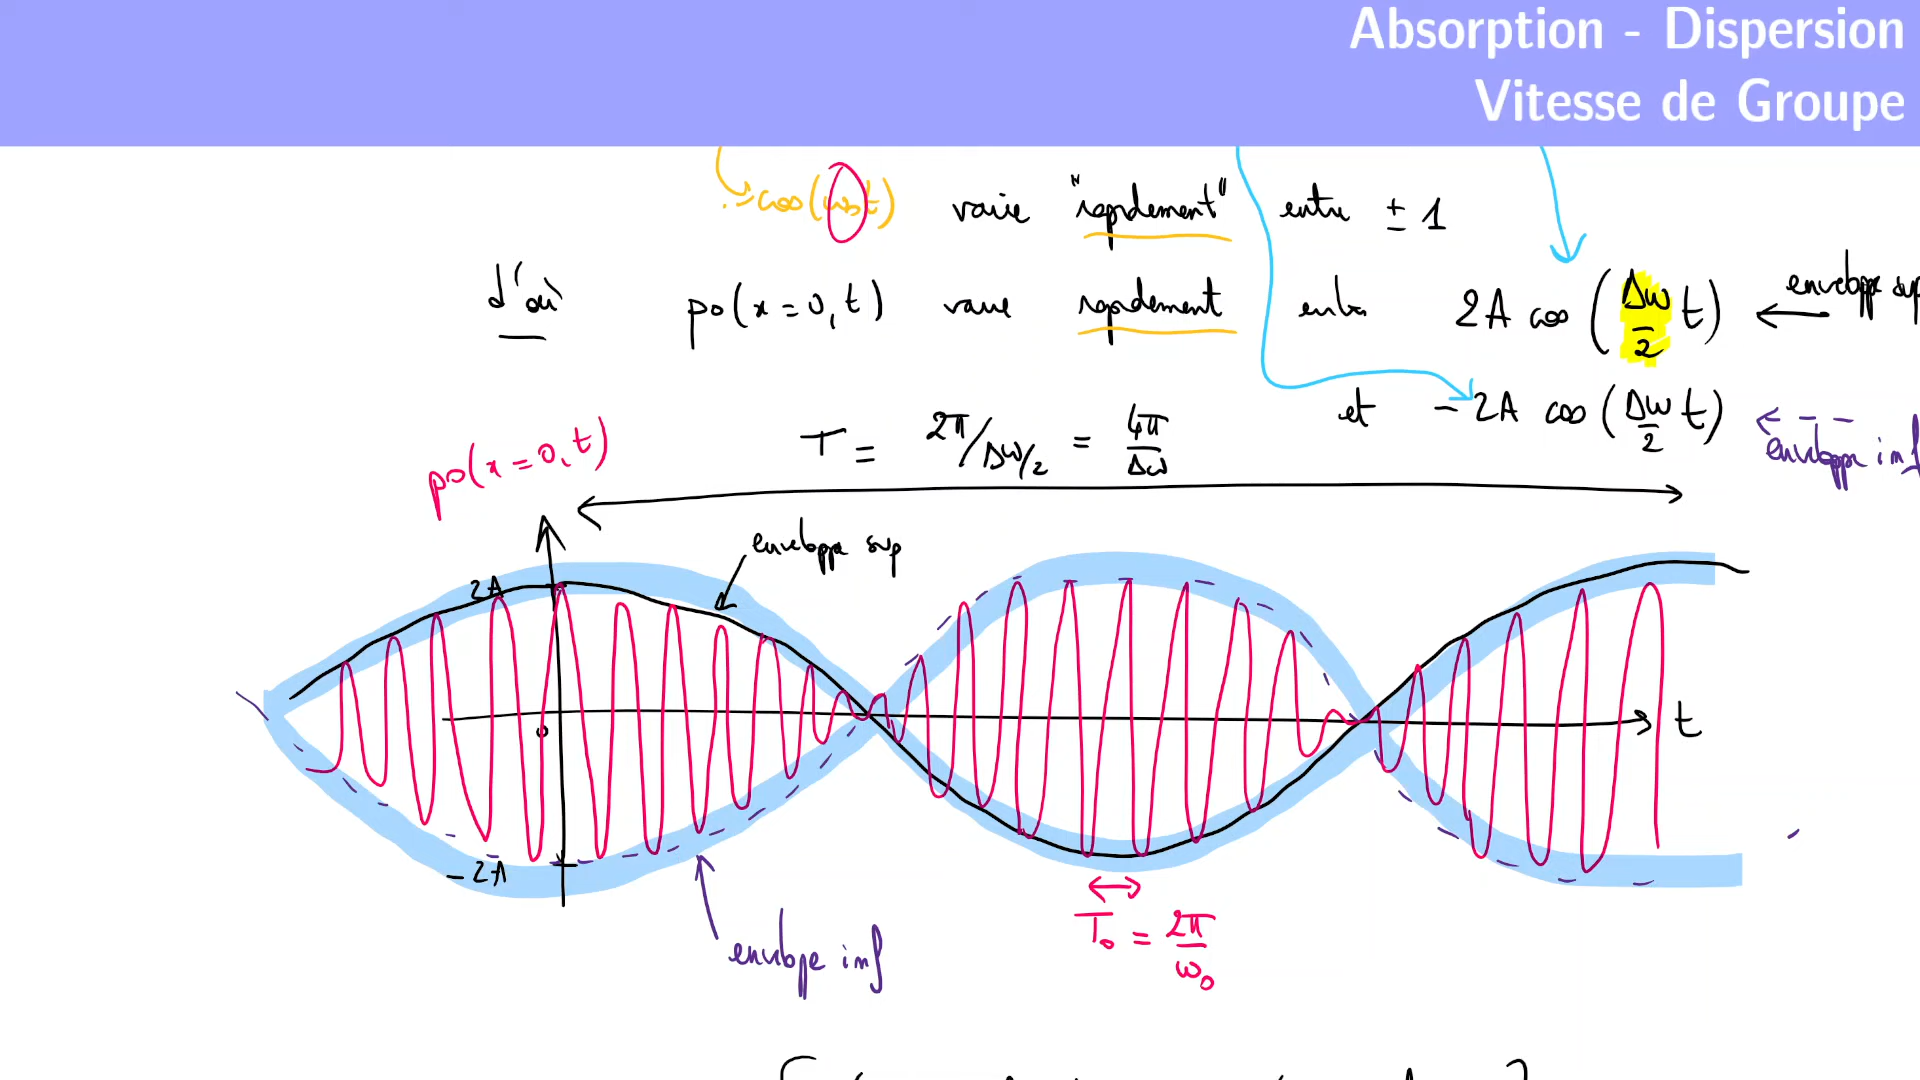 Absorption - Dispersion
Vitesse de Groupe
cos(ω₀t) varie "rapidement" entre ± 1
d'où po(x=0,t) varie rapidement entre 2A cos(Δω/2 t) ← enveloppe sup
et - 2A cos(Δω/2 t) ← enveloppe inf
T = 2π/Δω/2 = 4π/Δω
po(x=0,t)
enveloppe sup
2A
0
t
- 2A
T₀ = 2π/ω₀
enveloppe inf